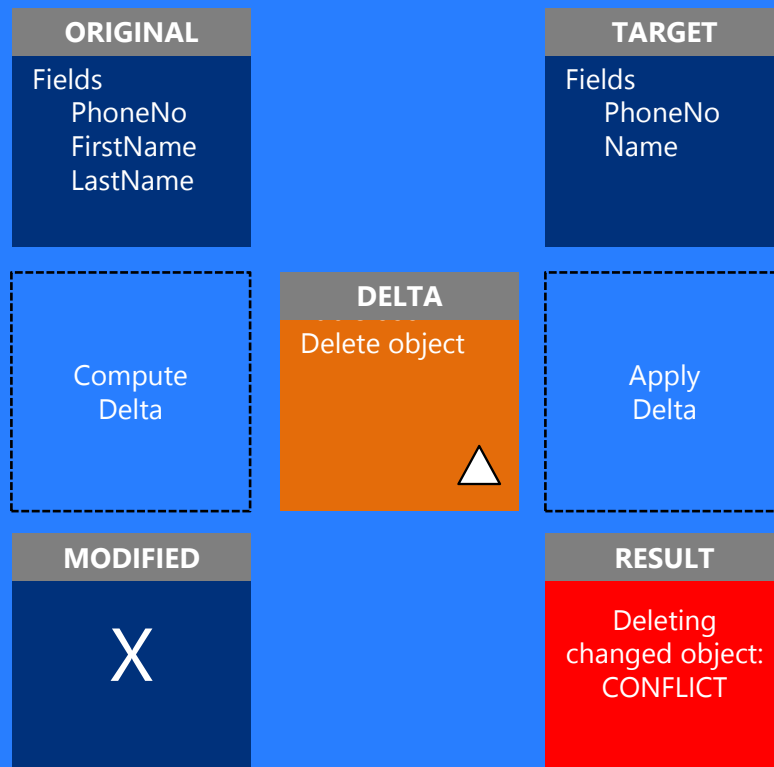 ORIGINAL
Fields
PhoneNo
FirstName
LastName
TARGET
Fields
PhoneNo
Name
Compute
Delta
DELTA
Delete object
Apply
Delta
MODIFIED
X
RESULT
Deleting
changed object:
CONFLICT